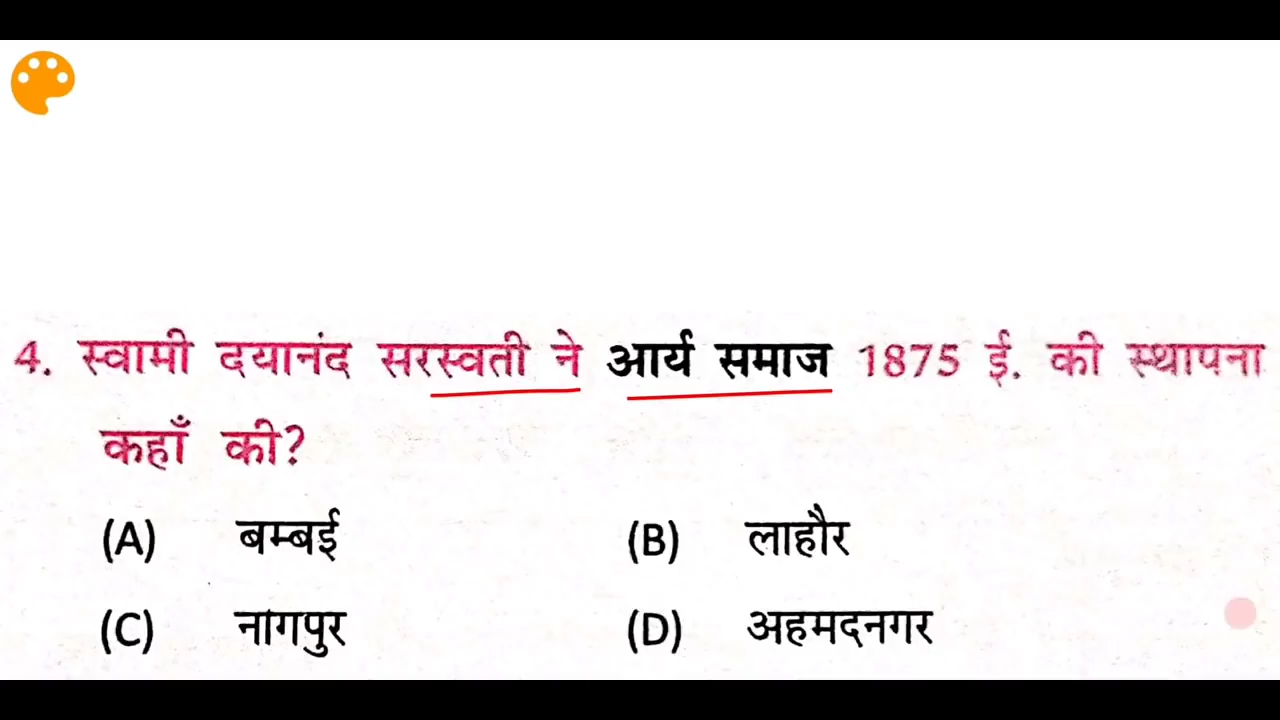 4. स्वामी दयानंद सरस्वती ने आर्य समाज 1875 ई. की स्थापना
कहाँ की?
(A) बम्बई (B) लाहौर
(C) नागपुर (D) अहमदनगर